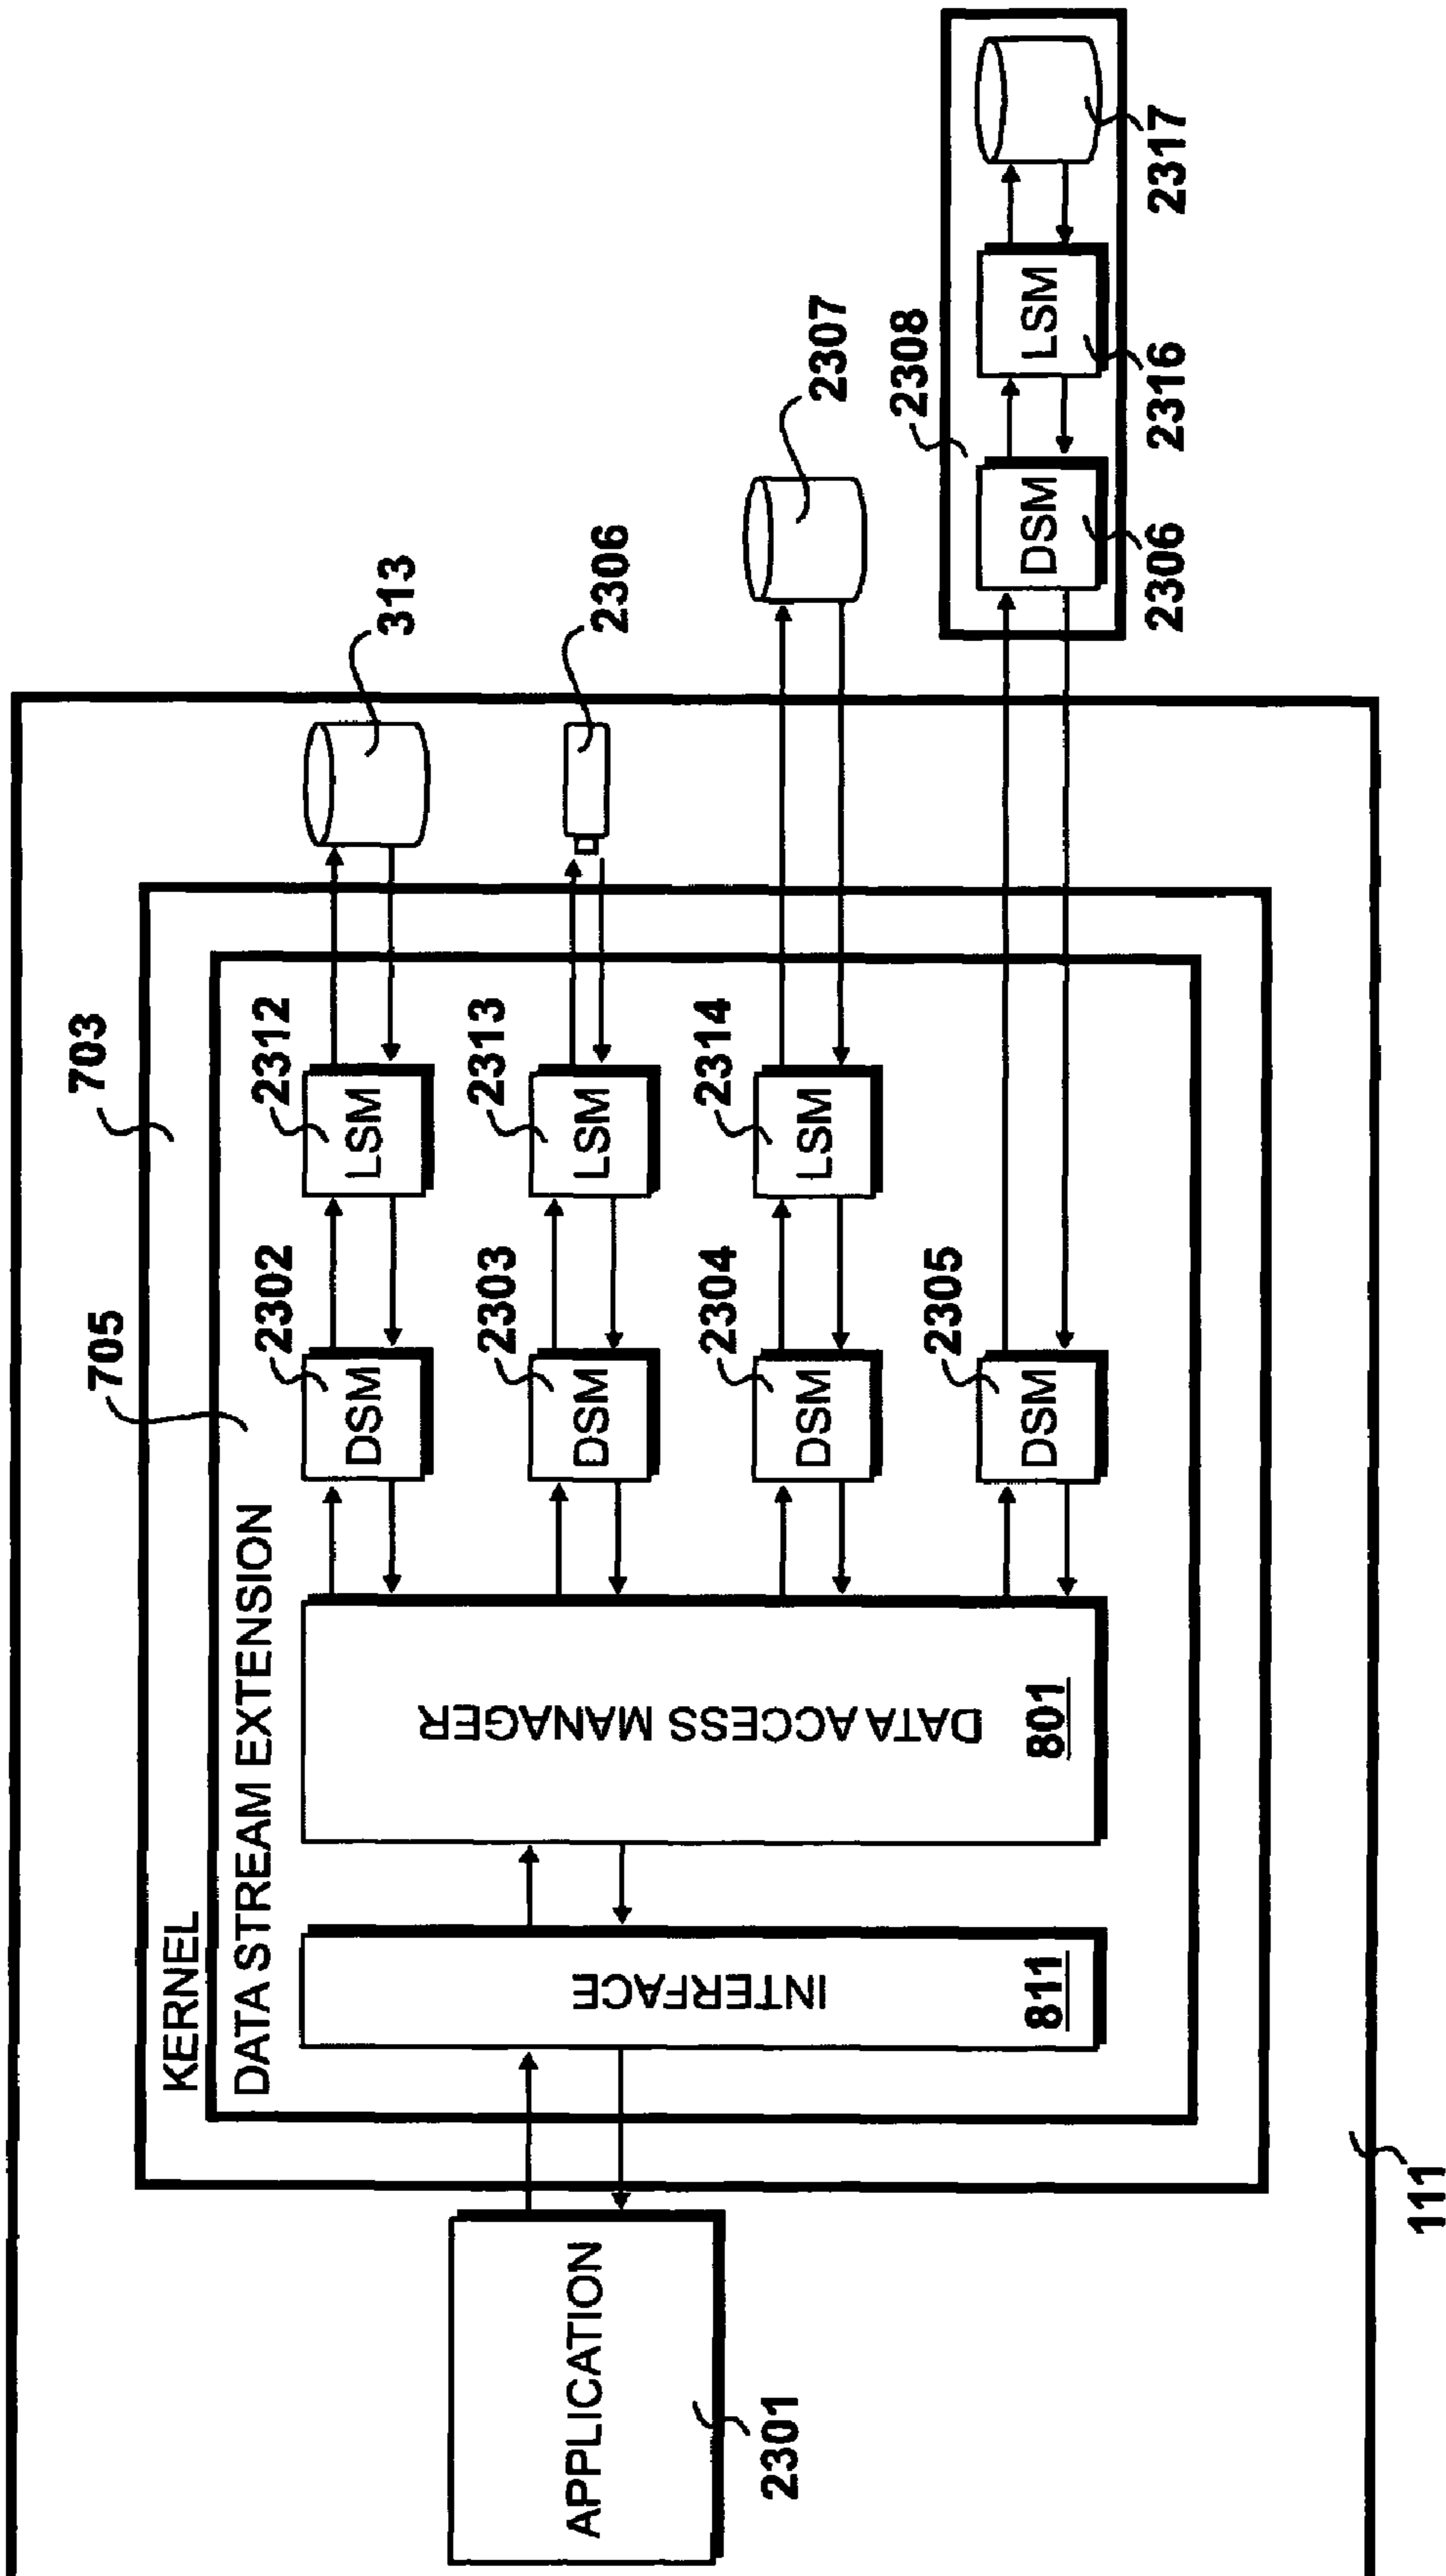 703
KERNEL
705
DATA STREAM EXTENSION
2302
DSM
2312
LSM
313
2303
DSM
2313
LSM
2306
2304
DSM
2314
LSM
2307
2305
DSM
2308
DSM
LSM
2306
2316
2317
INTERFACE
811
DATA ACCESS MANAGER
801
APPLICATION
2301
111